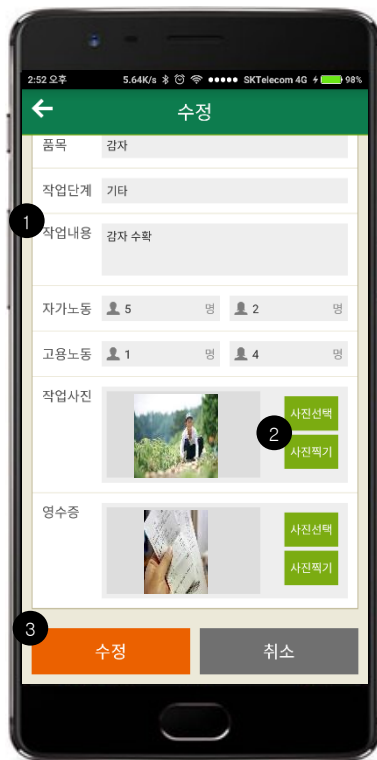 2:52 오후 5.64K/s SKTelecom 4G 98%
수정
품목 감자
작업단계 기타
1
작업내용 감자 수확
자가노동 5 명 2 명
고용노동 1 명 4 명
작업사진 사진선택
2
사진찍기
영수증 사진선택
사진찍기
3
수정 취소